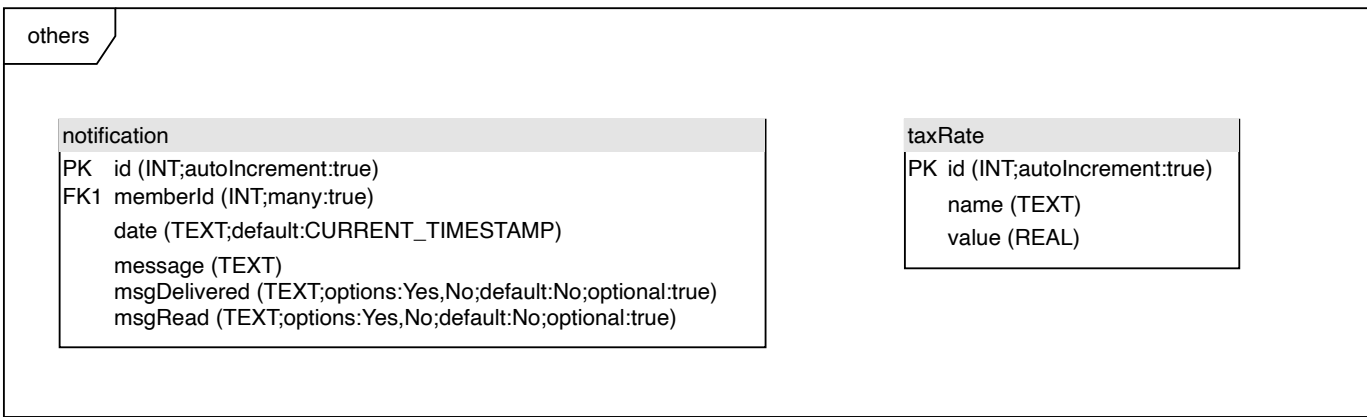 others
notification
PK id (INT;autoIncrement:true)
FK1 memberId (INT;many:true)
date (TEXT;default:CURRENT_TIMESTAMP)
message (TEXT)
msgDelivered (TEXT;options:Yes,No;default:No;optional:true)
msgRead (TEXT;options:Yes,No;default:No;optional:true)
taxRate
PK id (INT;autoIncrement:true)
name (TEXT)
value (REAL)